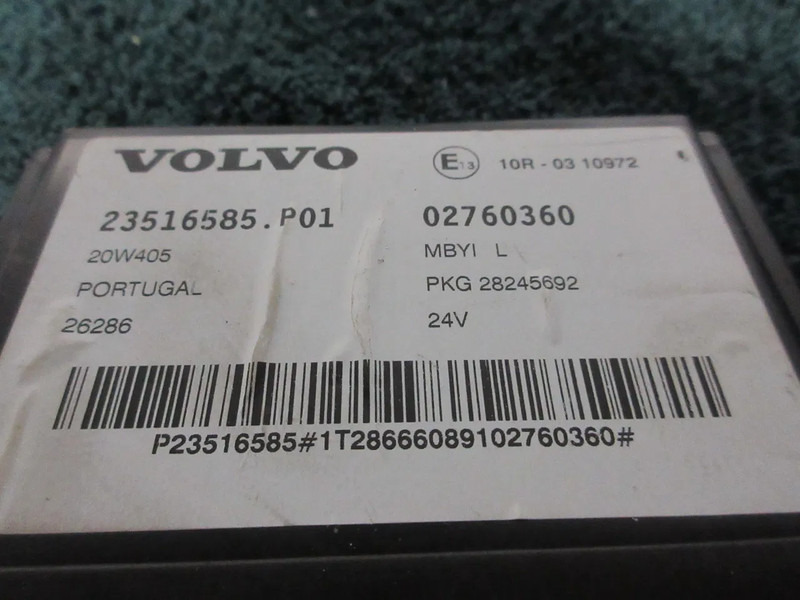 VOLVO E13 10R - 03 10972
23516585.P01 02760360
20W405 MBYI L
PORTUGAL PKG 28245692
26286 24V
P23516585#1T28666089102760360#